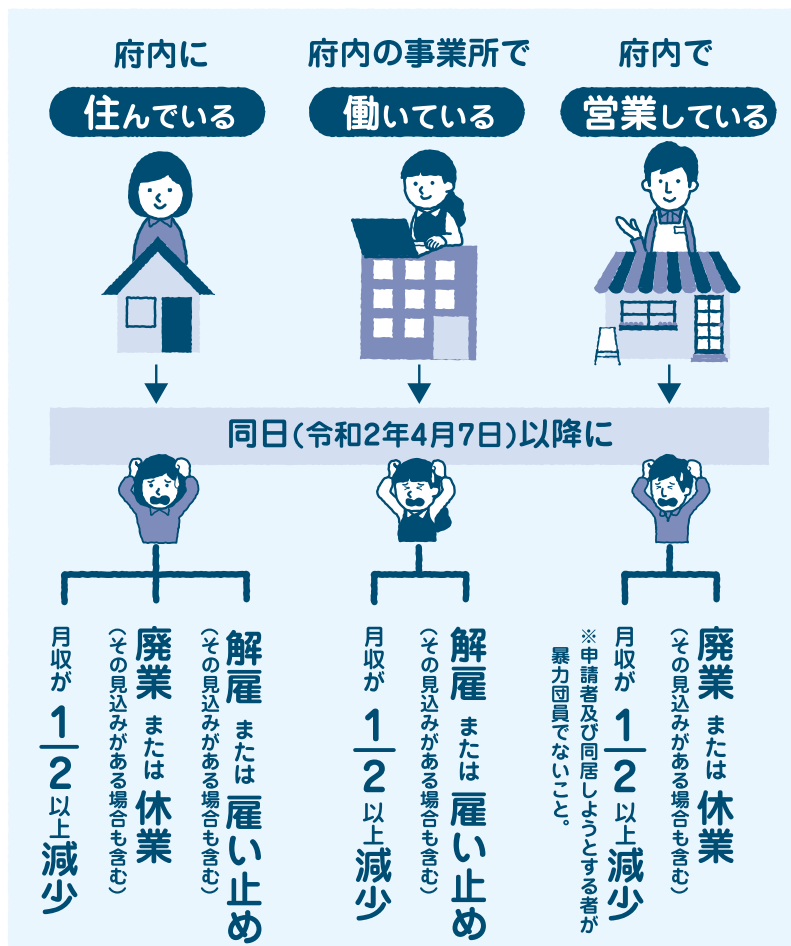 府内に
住んでいる
府内の事業所で
働いている
府内で
営業している
同日(令和2年4月7日)以降に
解雇または雇い止め
(その見込みがある場合も含む)
廃業または休業
(その見込みがある場合も含む)
月収が1/2以上減少
解雇または雇い止め
(その見込みがある場合も含む)
月収が1/2以上減少
廃業または休業
(その見込みがある場合も含む)
月収が1/2以上減少
※申請者及び同居しようとする者が
暴力団員でないこと。